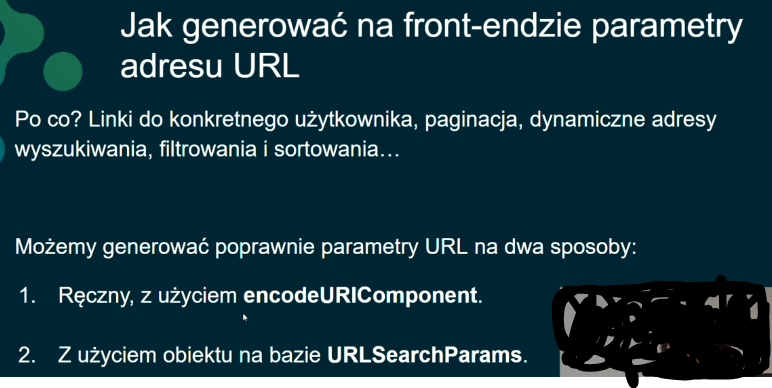 Jak generować na front-endzie parametry
adresu URL
Po co? Linki do konkretnego użytkownika, paginacja, dynamiczne adresy
wyszukiwania, filtrowania i sortowania…
Możemy generować poprawnie parametry URL na dwa sposoby:
1. Ręczny, z użyciem encodeURIComponent.
2. Z użyciem obiektu na bazie URLSearchParams.